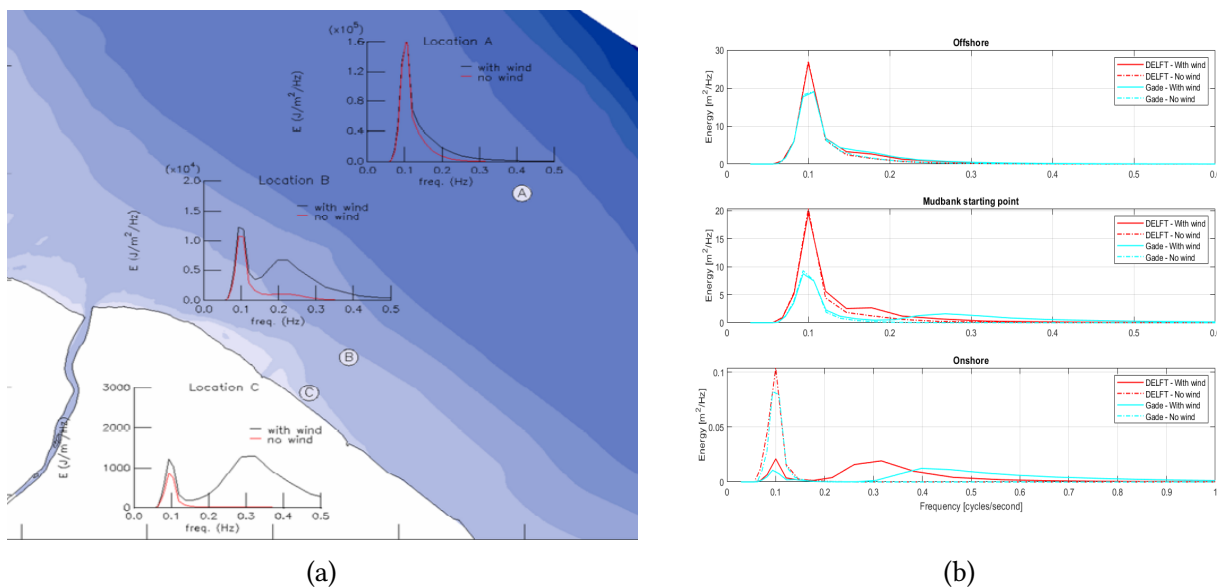 (x10⁵)
Location A
1.6
1.2
0.8
0.4
0.0
E (J/m²/Hz)
with wind
no wind
0.0 0.1 0.2 0.3 0.4 0.5
freq. (Hz)
A
(x10⁴)
Location B
2.0
1.5
1.0
0.5
0.0
E (J/m²/Hz)
with wind
no wind
0.0 0.1 0.2 0.3 0.4 0.5
freq. (Hz)
B
C
Location C
3000
2000
1000
0
E (J/m²/Hz)
with wind
no wind
0.0 0.1 0.2 0.3 0.4 0.5
freq. (Hz)
(a)
Offshore
30
20
10
0
Energy [m²/Hz]
DELFT - With wind
DELFT - No wind
Gade - With wind
Gade - No wind
0 0.1 0.2 0.3 0.4 0.5 0.6
Mudbank starting point
20
15
10
5
0
Energy [m²/Hz]
DELFT - With wind
DELFT - No wind
Gade - With wind
Gade - No wind
0 0.1 0.2 0.3 0.4 0.5 0.6
Onshore
0.1
0.05
0
Energy [m²/Hz]
DELFT - With wind
DELFT - No wind
Gade - With wind
Gade - No wind
0 0.1 0.2 0.3 0.4 0.5 0.6 0.7 0.8 0.9 1
Frequency [cycles/second]
(b)